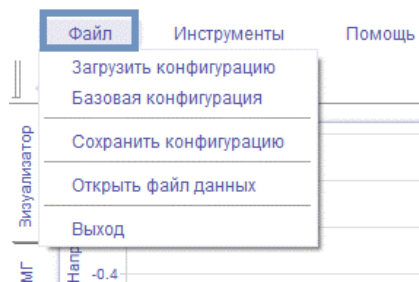 Файл Инструменты Помощь
Загрузить конфигурацию
Базовая конфигурация
Сохранить конфигурацию
Открыть файл данных
Выход
Визуализатор
-0.4